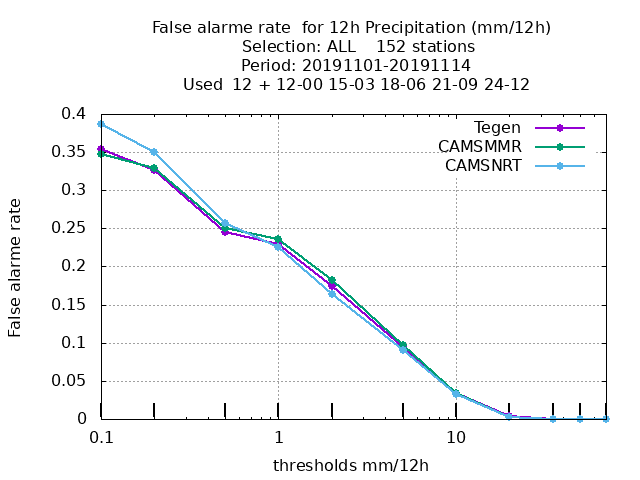 False alarme rate  for 12h Precipitation (mm/12h)
Selection: ALL    152 stations
Period: 20191101-20191114
Used  12 + 12-00 15-03 18-06 21-09 24-12
Tegen
CAMSMMR
CAMSNRT
False alarme rate
0.4
0.35
0.3
0.25
0.2
0.15
0.1
0.05
0
0.1
1
10
thresholds mm/12h